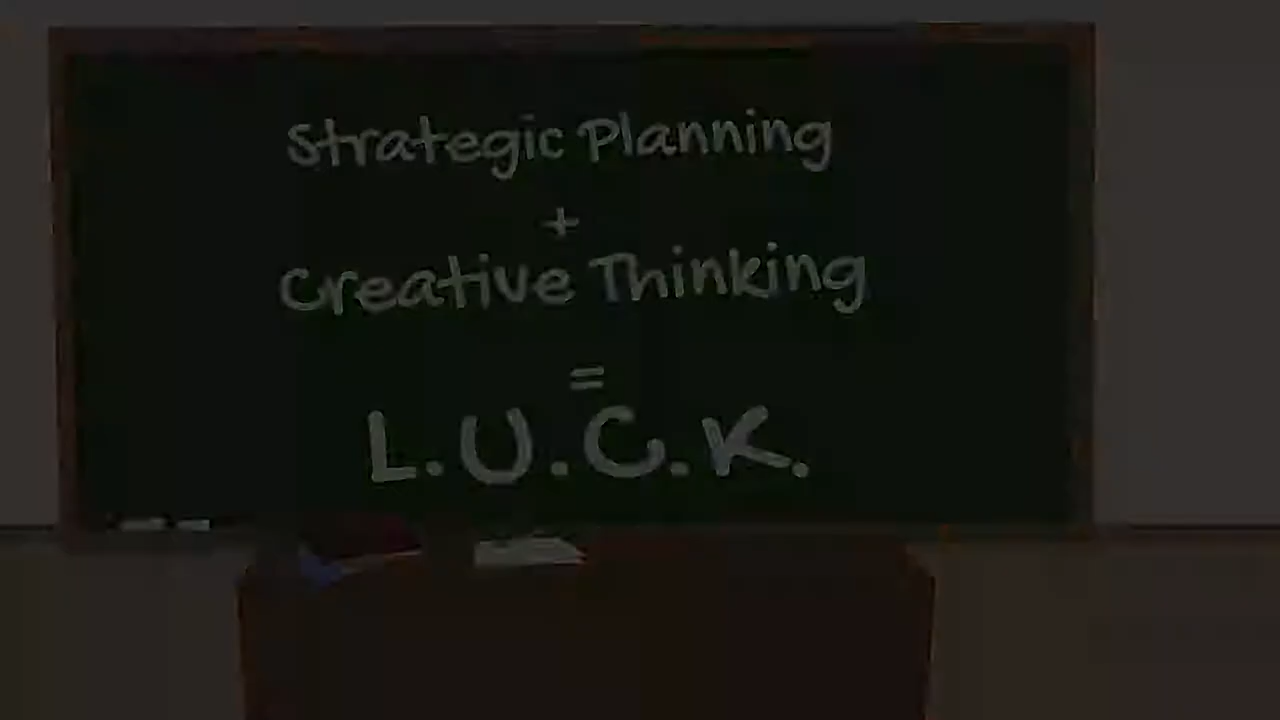 Strategic Planning
+
Creative Thinking
=
L.U.C.K.